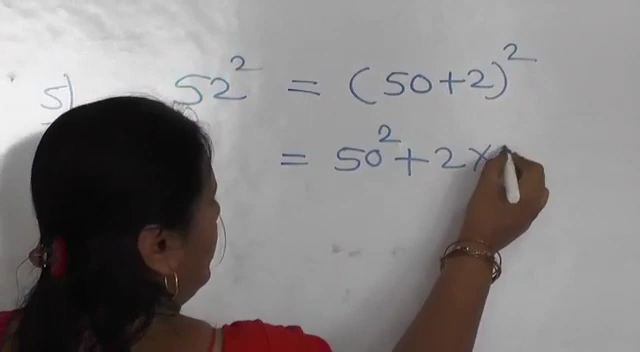 5) 52² = (50+2)²
= 50² + 2×